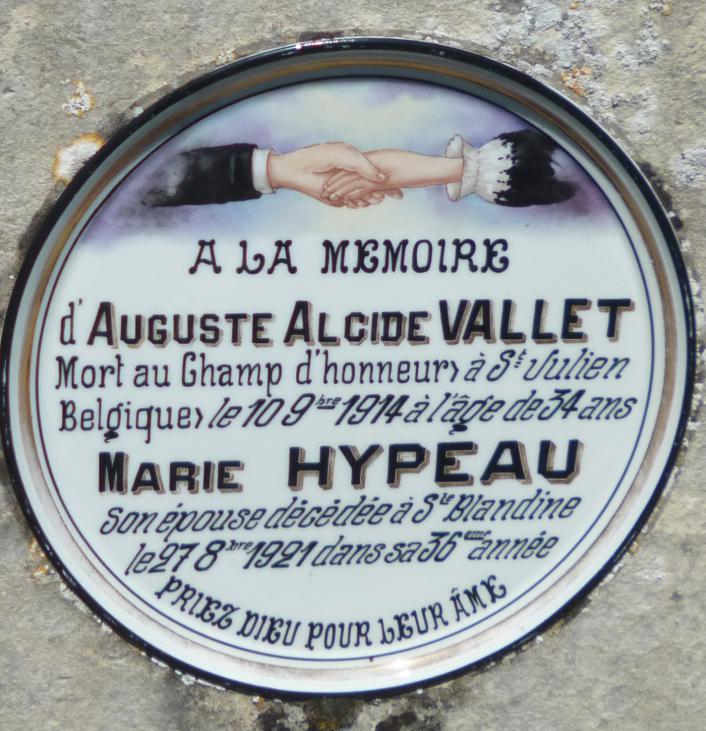 A LA MEMOIRE
d'AUGUSTE ALCIDE VALLET
Mort au Champ d'honneur, à St Julien
Belgique, le 10 9bre 1914 à l'âge de 34 ans
MARIE HYPEAU
son épouse décédée à Ste Blandine
le 27 8bre 1921 dans sa 36eme année
PRIEZ DIEU POUR LEUR ÂME